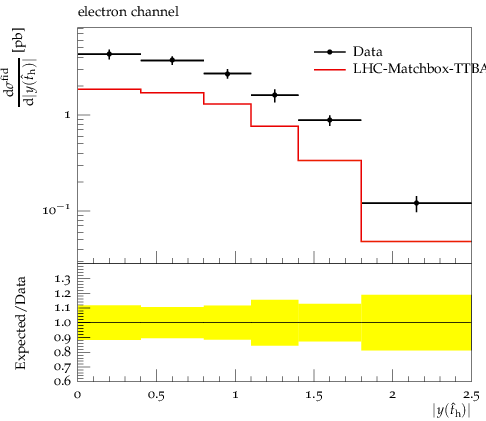 electron channel
dσ^fid / d|y(t̂_h)| [pb]
Data
LHC-Matchbox-TTBA
1
10⁻¹
Expected/Data
1.3
1.2
1.1
1.0
0.9
0.8
0.7
0.6
0 0.5 1 1.5 2 2.5
|y(t̂_h)|